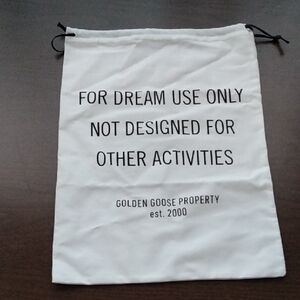 FOR DREAM USE ONLY
NOT DESIGNED FOR
OTHER ACTIVITIES
GOLDEN GOOSE PROPERTY
est. 2000